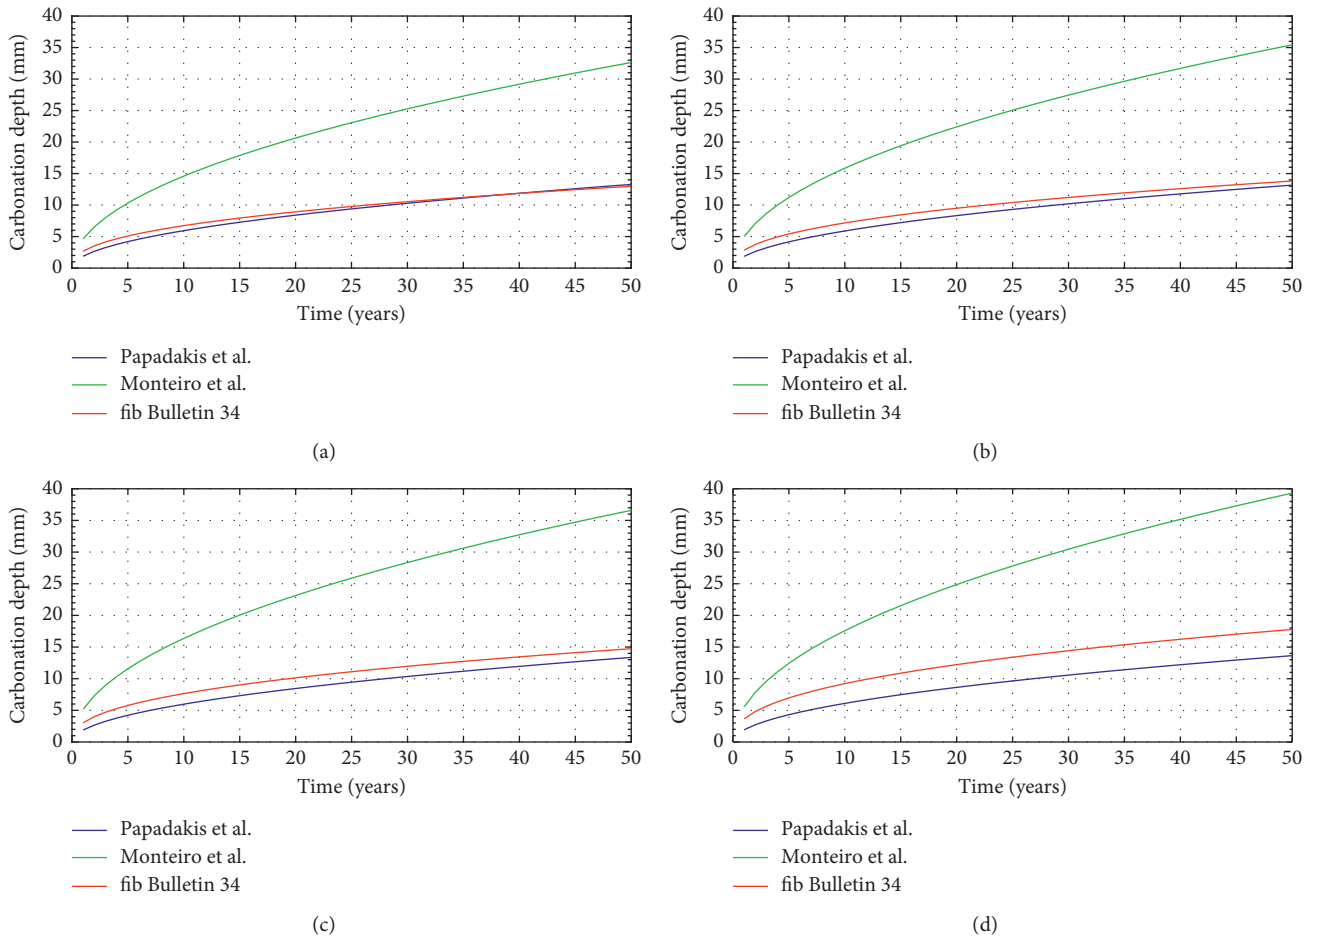 40
35
30
25
20
15
10
5
0
Carbonation depth (mm)
0 5 10 15 20 25 30 35 40 45 50
Time (years)
Papadakis et al.
Monteiro et al.
fib Bulletin 34
(a)
40
35
30
25
20
15
10
5
0
Carbonation depth (mm)
0 5 10 15 20 25 30 35 40 45 50
Time (years)
Papadakis et al.
Monteiro et al.
fib Bulletin 34
(b)
40
35
30
25
20
15
10
5
0
Carbonation depth (mm)
0 5 10 15 20 25 30 35 40 45 50
Time (years)
Papadakis et al.
Monteiro et al.
fib Bulletin 34
(c)
40
35
30
25
20
15
10
5
0
Carbonation depth (mm)
0 5 10 15 20 25 30 35 40 45 50
Time (years)
Papadakis et al.
Monteiro et al.
fib Bulletin 34
(d)